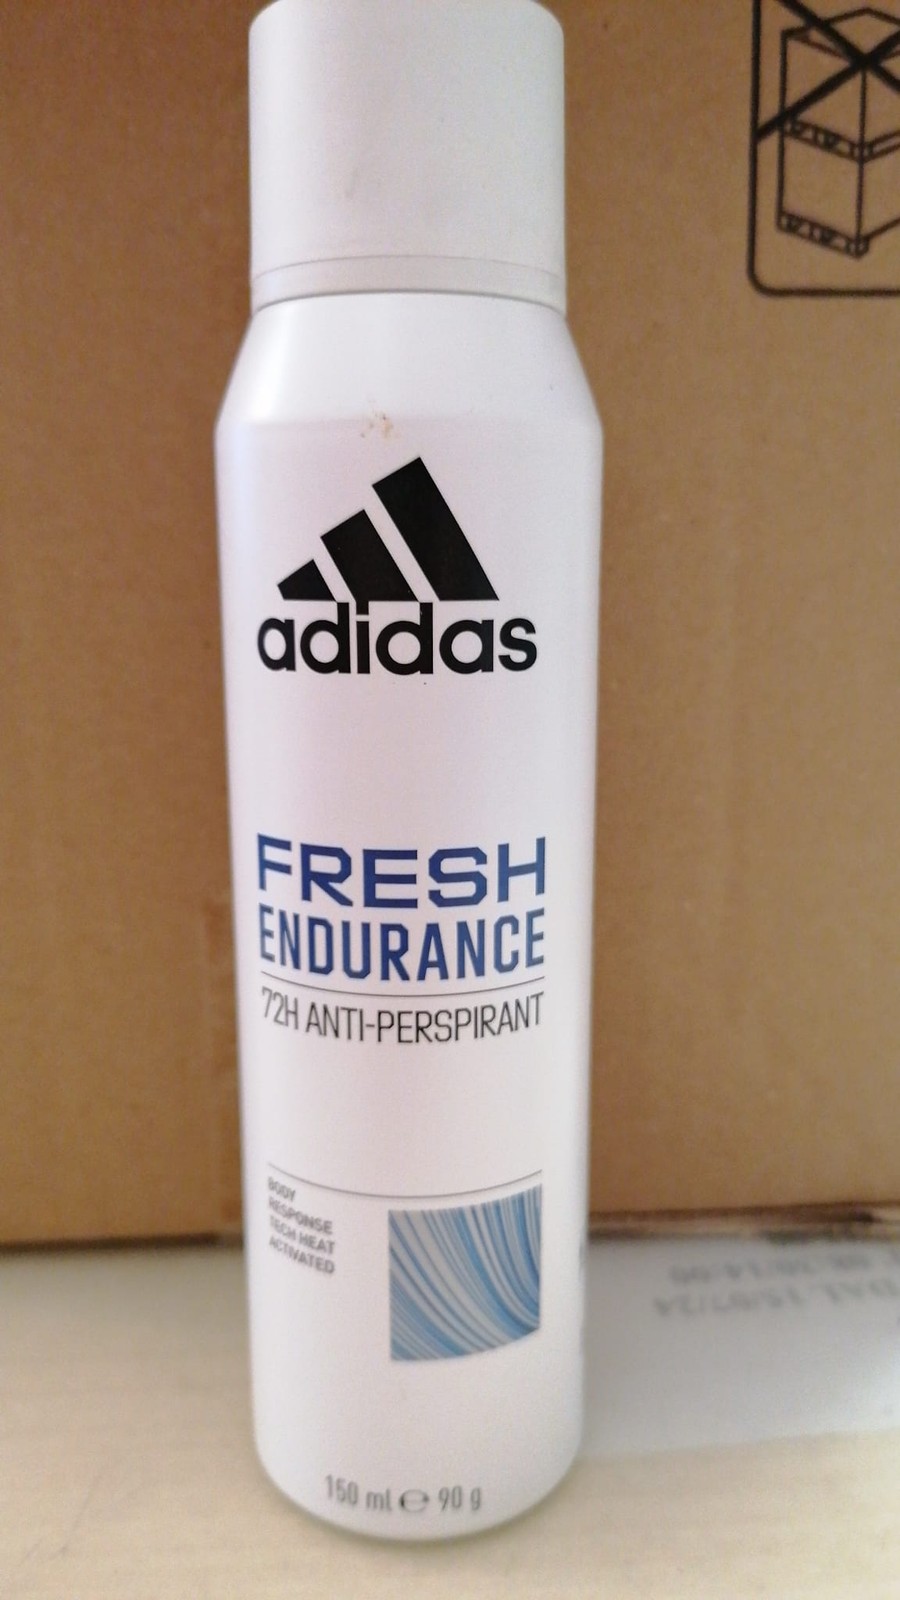 adidas
FRESH
ENDURANCE
72H ANTI-PERSPIRANT
BODY
RESPONSE
TECH HEAT
ACTIVATED
150 ml ℮ 90 g